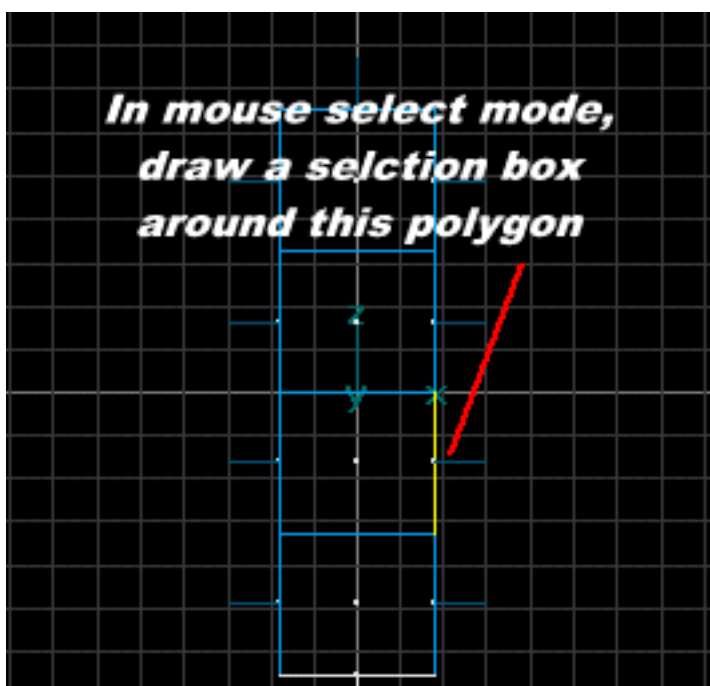 In mouse select mode,
draw a selction box
around this polygon
z
y x